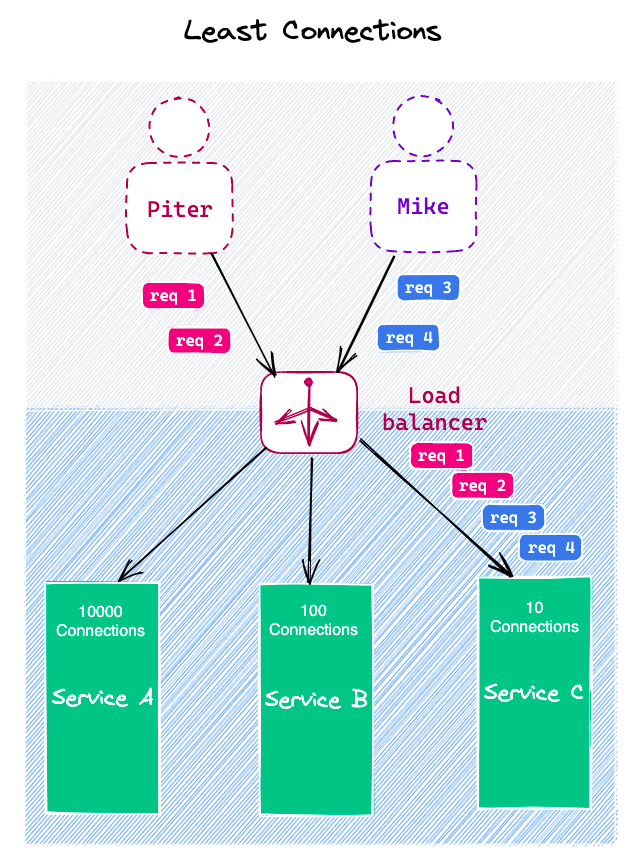 Least Connections
Piter
Mike
req 1
req 3
req 2
req 4
Load
balancer
req 1
req 2
req 3
req 4
10000
Connections
Service A
100
Connections
Service B
10
Connections
Service C